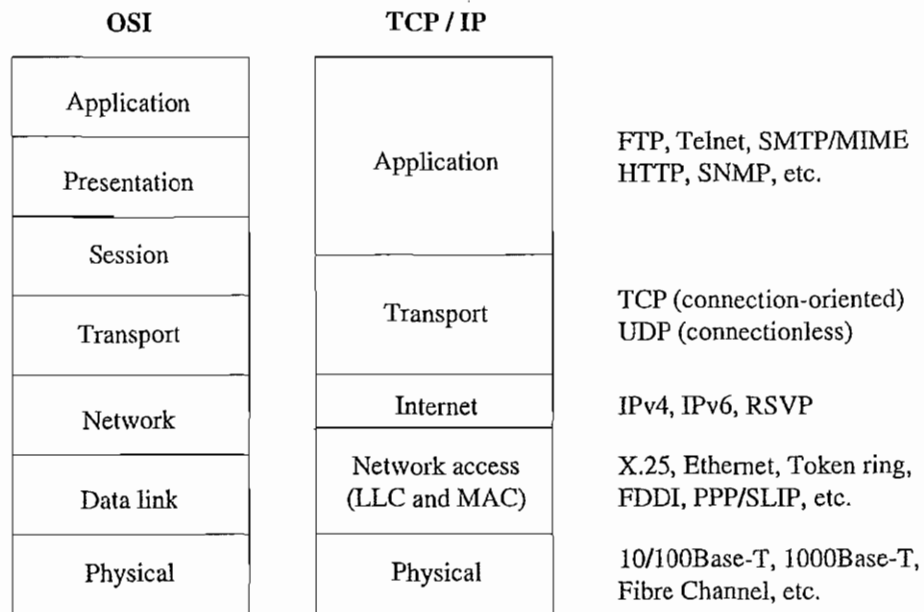 OSI
TCP / IP
Application
Presentation
Session
Transport
Network
Data link
Physical
Application
Transport
Internet
Network access
(LLC and MAC)
Physical
FTP, Telnet, SMTP/MIME
HTTP, SNMP, etc.
TCP (connection-oriented)
UDP (connectionless)
IPv4, IPv6, RSVP
X.25, Ethernet, Token ring,
FDDI, PPP/SLIP, etc.
10/100Base-T, 1000Base-T,
Fibre Channel, etc.